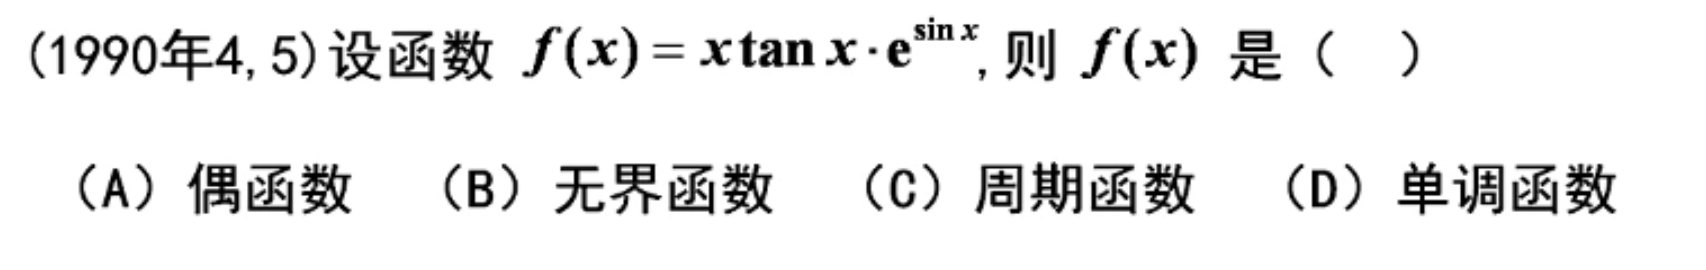 (1990年4,5)设函数 f(x)=x tan x·e^{sin x},则 f(x) 是（ ）
（A）偶函数 （B）无界函数 （C）周期函数 （D）单调函数